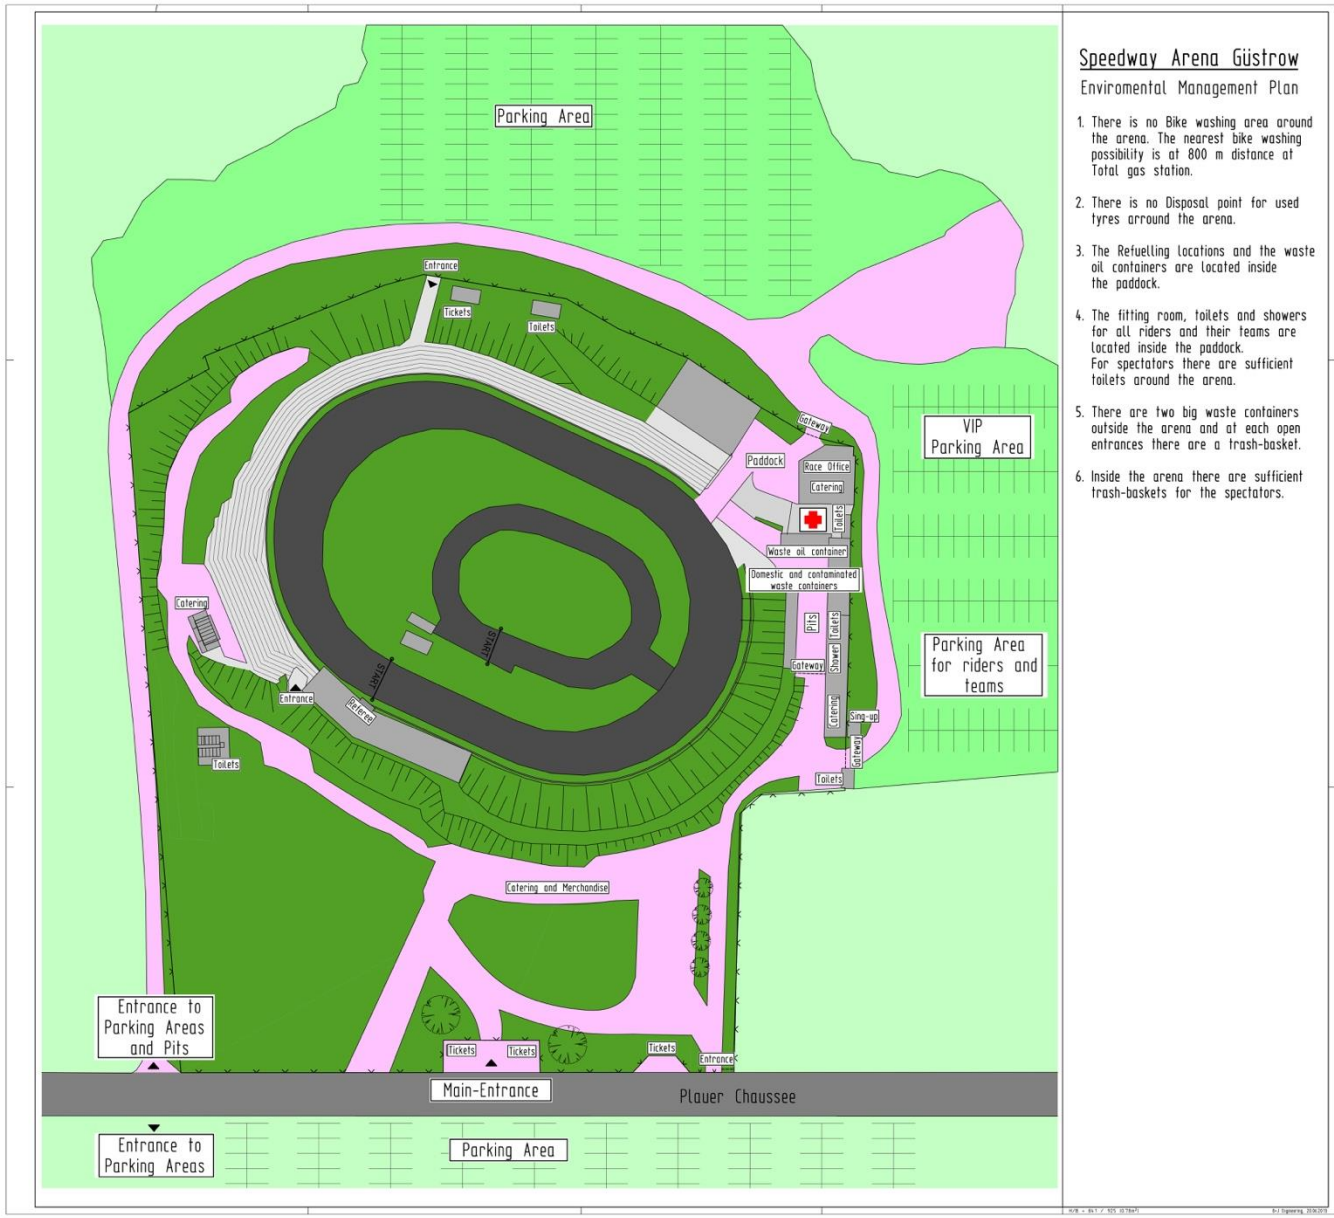 Speedway Arena Güstrow
Enviromental Management Plan
1. There is no Bike washing area around
the arena. The nearest bike washing
possibility is at 800 m distance at
Total gas station.
2. There is no Disposal point for used
tyres arround the arena.
3. The Refuelling locations and the waste
oil containers are located inside
the paddock.
4. The fitting room, toilets and showers
for all riders and their teams are
located inside the paddock.
For spectators there are sufficient
toilets around the arena.
5. There are two big waste containers
outside the arena and at each open
entrances there are a trash-basket.
6. Inside the arena there are sufficient
trash-baskets for the spectators.
Parking Area
Entrance
Tickets
Toilets
Gateway
VIP
Parking Area
Paddock
Race Office
Catering
Toilets
Waste oil container
Domestic and contaminated
waste containers
Catering
Pits
Toilets
START
START
Parking Area
for riders and
teams
Gateway
Shower
Entrance
Referee
Catering
Sing-up
Gateway
Toilets
Toilets
Catering and Merchandise
Entrance to
Parking Areas
and Pits
Tickets
Tickets
Tickets
Entrance
Main-Entrance
Plauer Chaussee
Entrance to
Parking Areas
Parking Area